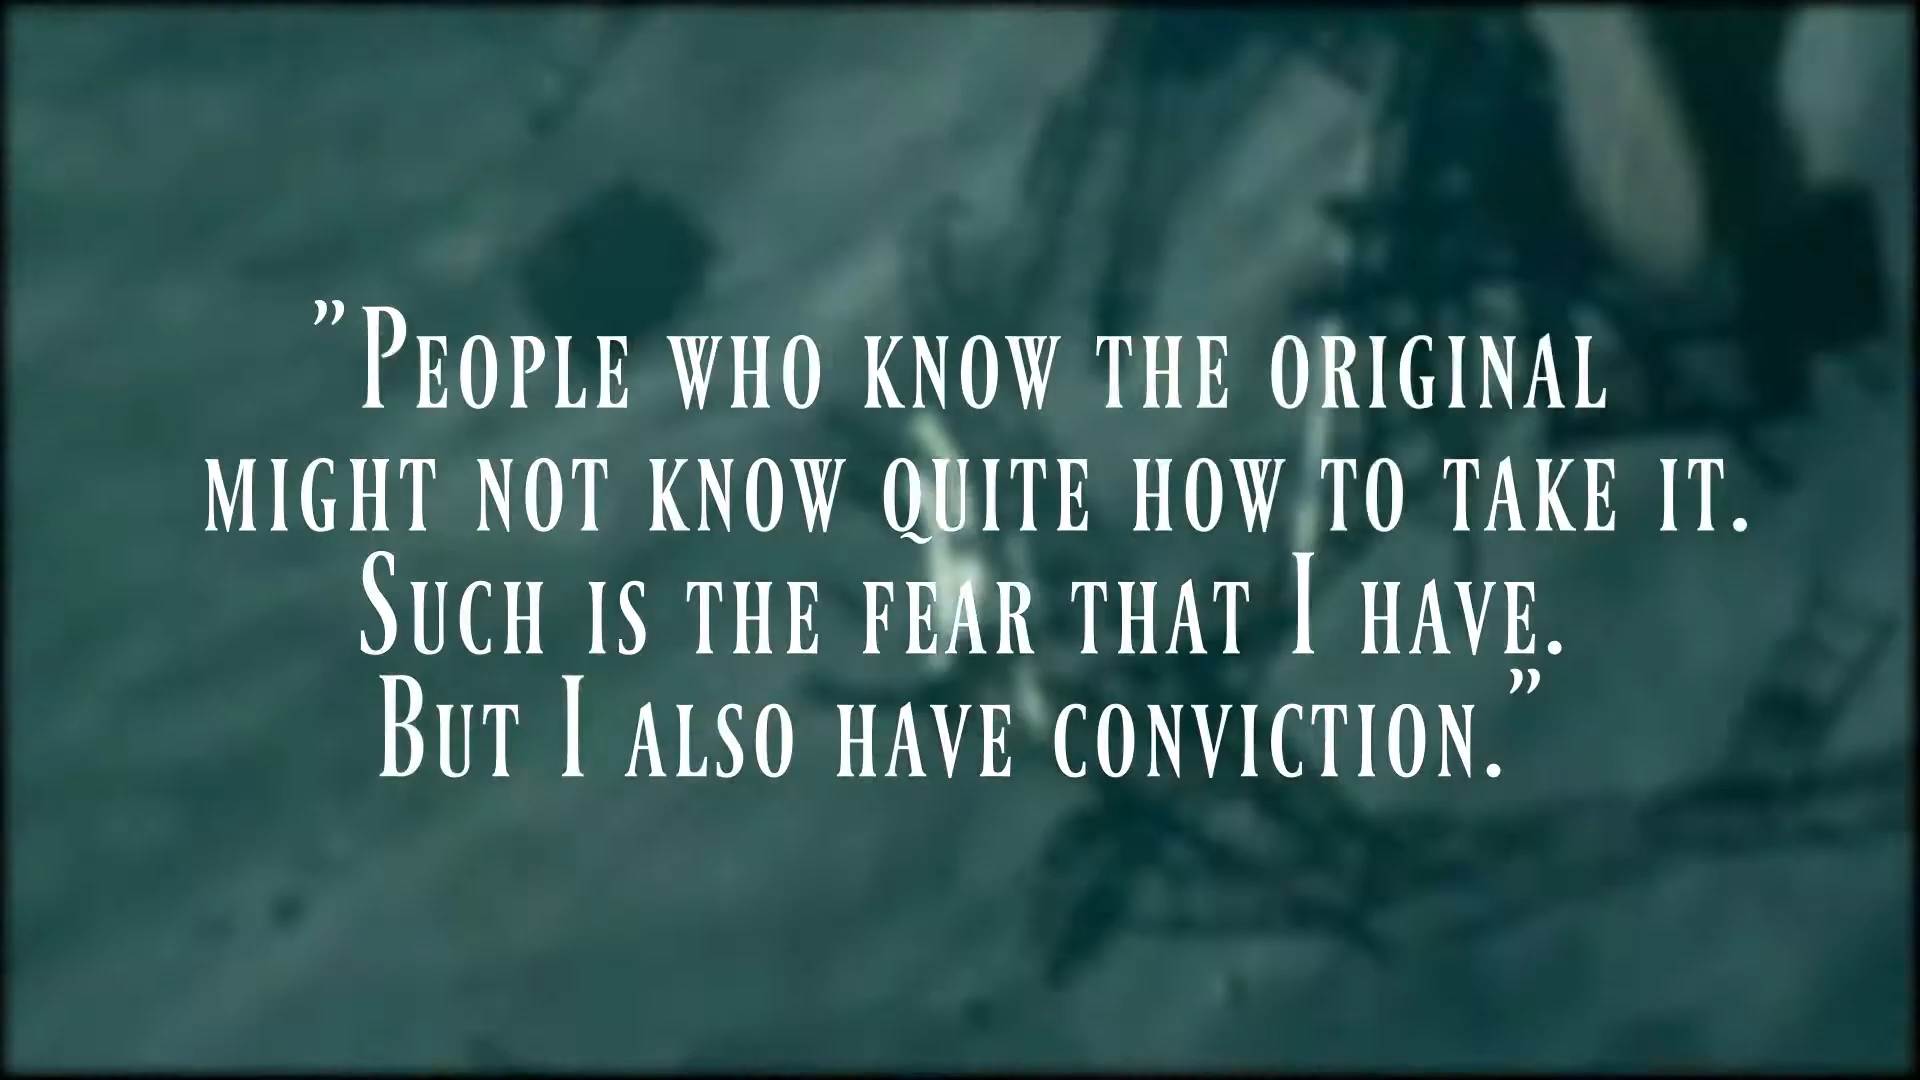 ”People who know the original
might not know quite how to take it.
Such is the fear that I have.
But I also have conviction.”